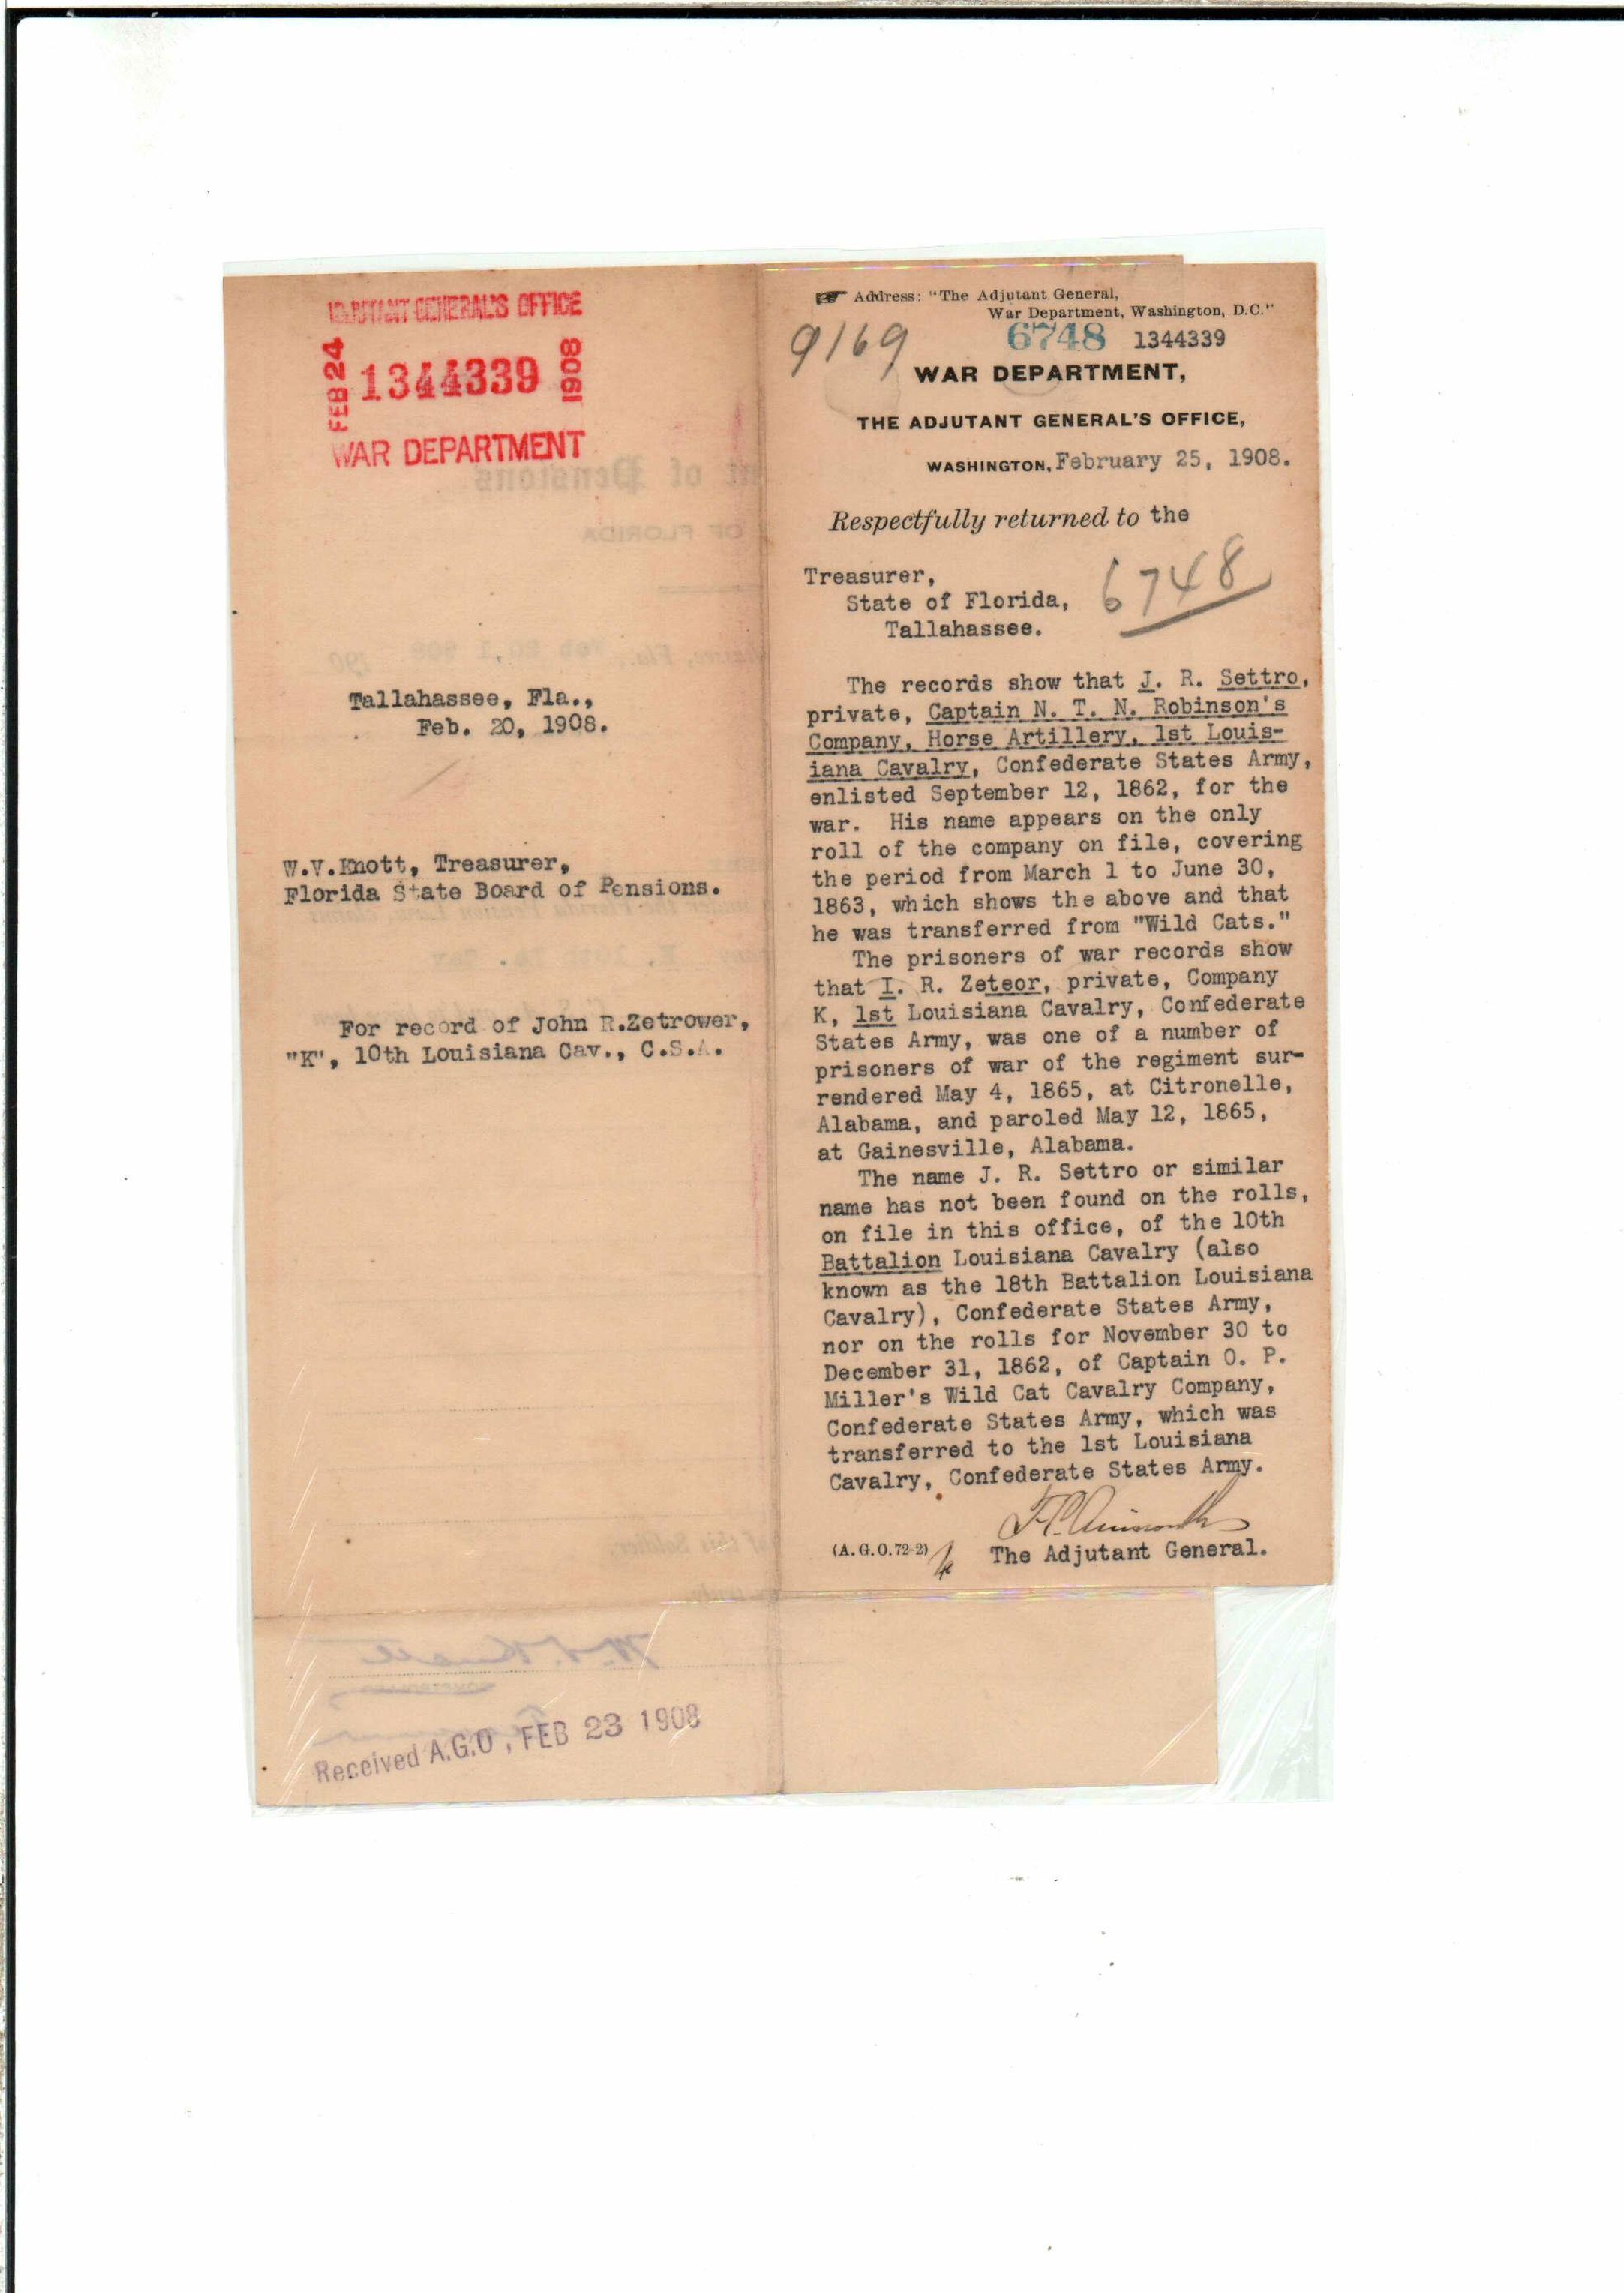 ADJUTANT GENERAL'S OFFICE
FEB 24 1344339 1908
WAR DEPARTMENT
Tallahassee, Fla.,
Feb. 20, 1908.
W.V.Knott, Treasurer,
Florida State Board of Pensions.
For record of John R.Zetrower,
"K", 10th Louisiana Cav., C.S.A.
Received A.G.O, FEB 23 1908
Address: "The Adjutant General,
War Department, Washington, D.C."
9169 6748 1344339
WAR DEPARTMENT,
THE ADJUTANT GENERAL'S OFFICE,
WASHINGTON, February 25, 1908.
Respectfully returned to the
Treasurer,
State of Florida,
Tallahassee.
6748
The records show that J. R. Settro,
private, Captain N. T. N. Robinson's
Company, Horse Artillery, 1st Louis-
iana Cavalry, Confederate States Army,
enlisted September 12, 1862, for the
war. His name appears on the only
roll of the company on file, covering
the period from March 1 to June 30,
1863, which shows the above and that
he was transferred from "Wild Cats."
The prisoners of war records show
that I. R. Zeteor, private, Company
K, 1st Louisiana Cavalry, Confederate
States Army, was one of a number of
prisoners of war of the regiment sur-
rendered May 4, 1865, at Citronelle,
Alabama, and paroled May 12, 1865,
at Gainesville, Alabama.
The name J. R. Settro or similar
name has not been found on the rolls,
on file in this office, of the 10th
Battalion Louisiana Cavalry (also
known as the 18th Battalion Louisiana
Cavalry), Confederate States Army,
nor on the rolls for November 30 to
December 31, 1862, of Captain O. P.
Miller's Wild Cat Cavalry Company,
Confederate States Army, which was
transferred to the 1st Louisiana
Cavalry, Confederate States Army.
F.C. Ainsworth
(A.G.O.72-2) The Adjutant General.